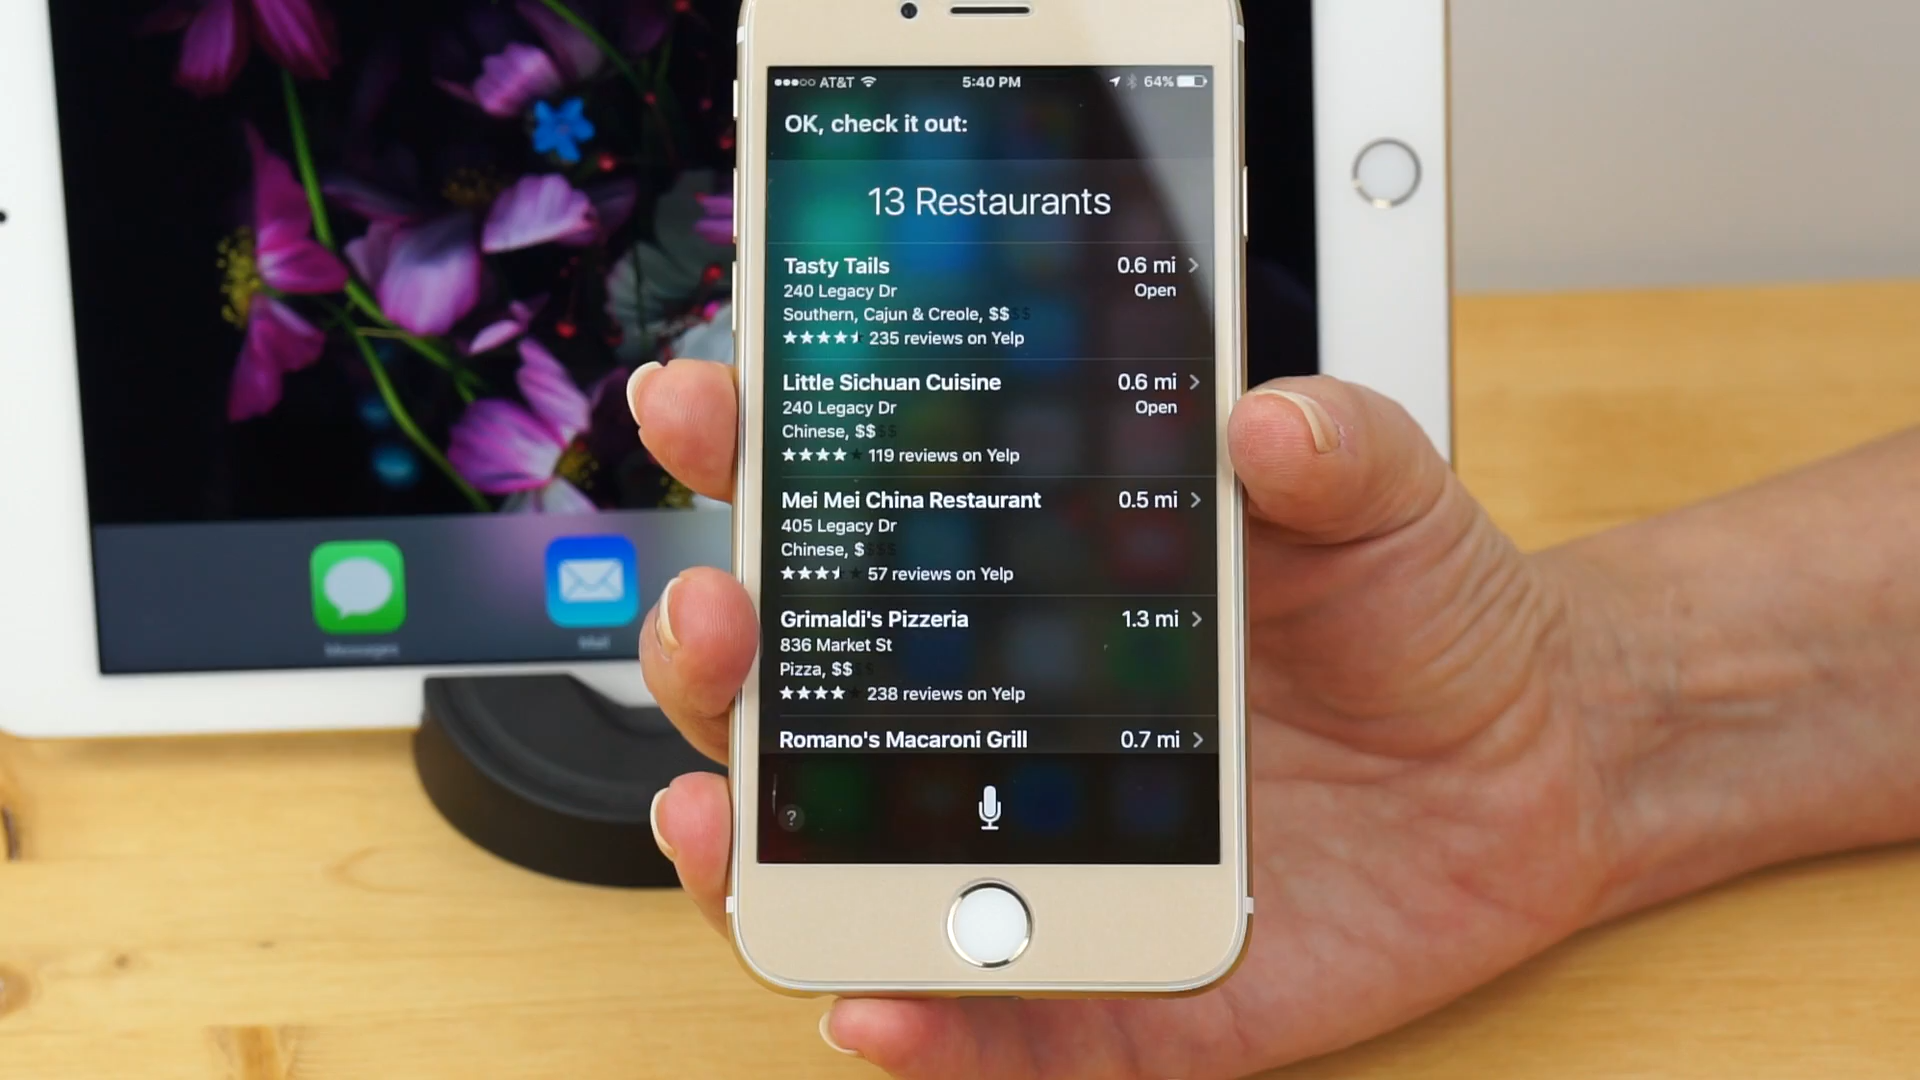 AT&T 5:40 PM 64%
OK, check it out:
13 Restaurants
Tasty Tails 0.6 mi
240 Legacy Dr Open
Southern, Cajun & Creole, $$$$
235 reviews on Yelp
Little Sichuan Cuisine 0.6 mi
240 Legacy Dr Open
Chinese, $$$$
119 reviews on Yelp
Mei Mei China Restaurant 0.5 mi
405 Legacy Dr
Chinese, $$$$
57 reviews on Yelp
Grimaldi's Pizzeria 1.3 mi
836 Market St
Pizza, $$$$
238 reviews on Yelp
Romano's Macaroni Grill 0.7 mi
?
Messages Mail